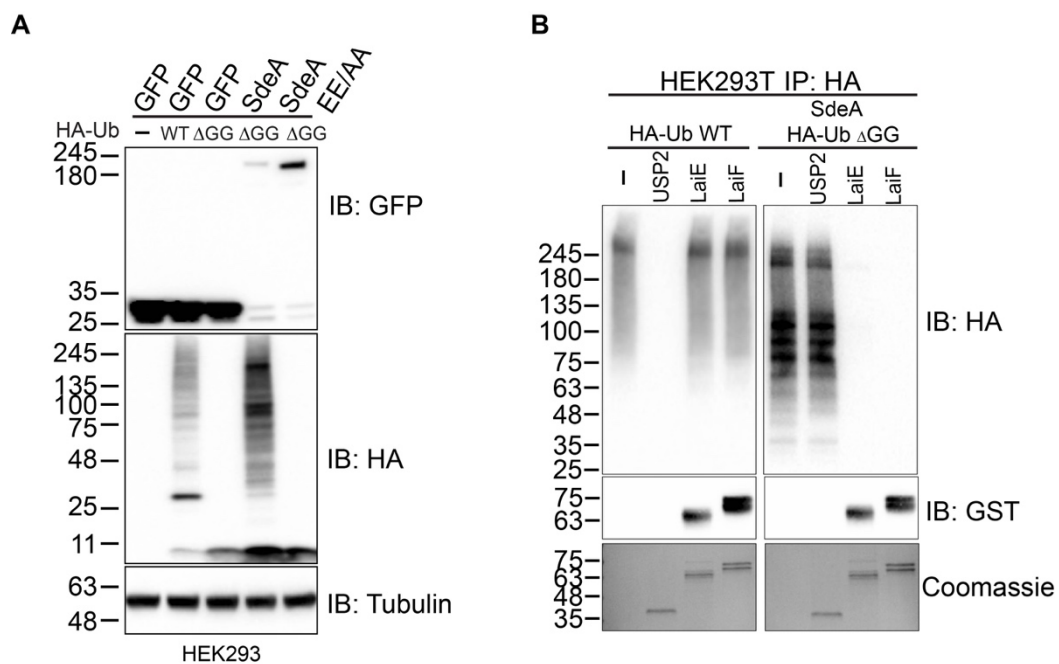 A
GFP GFP GFP SdeA SdeA EE/AA
HA-Ub – WT ΔGG ΔGG ΔGG
245
180
35
25
IB: GFP
245
135
100
75
48
25
11
IB: HA
63
48
IB: Tubulin
HEK293
B
HEK293T IP: HA
HA-Ub WT
SdeA
HA-Ub ΔGG
– USP2 LaiE LaiF – USP2 LaiE LaiF
245
180
135
100
75
63
48
35
25
IB: HA
75
63
IB: GST
75
63
48
35
Coomassie